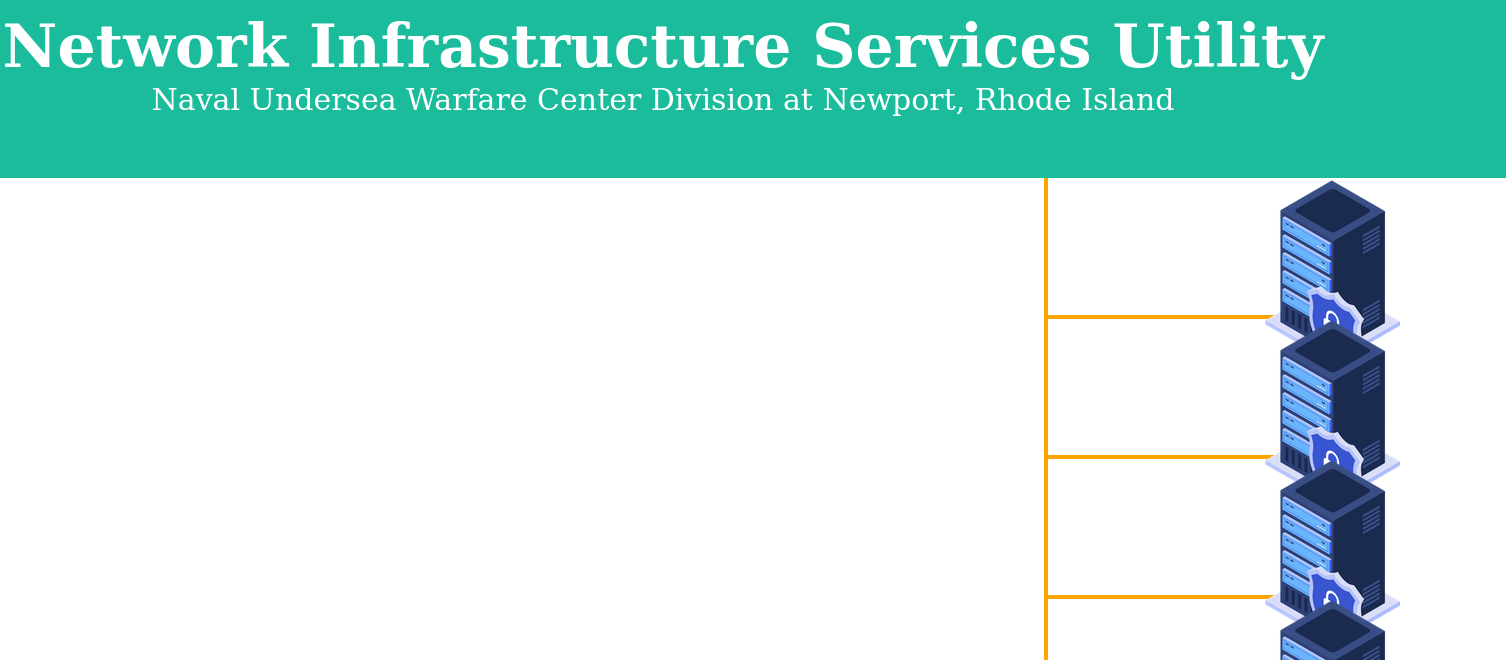 Network Infrastructure Services Utility
Naval Undersea Warfare Center Division at Newport, Rhode Island